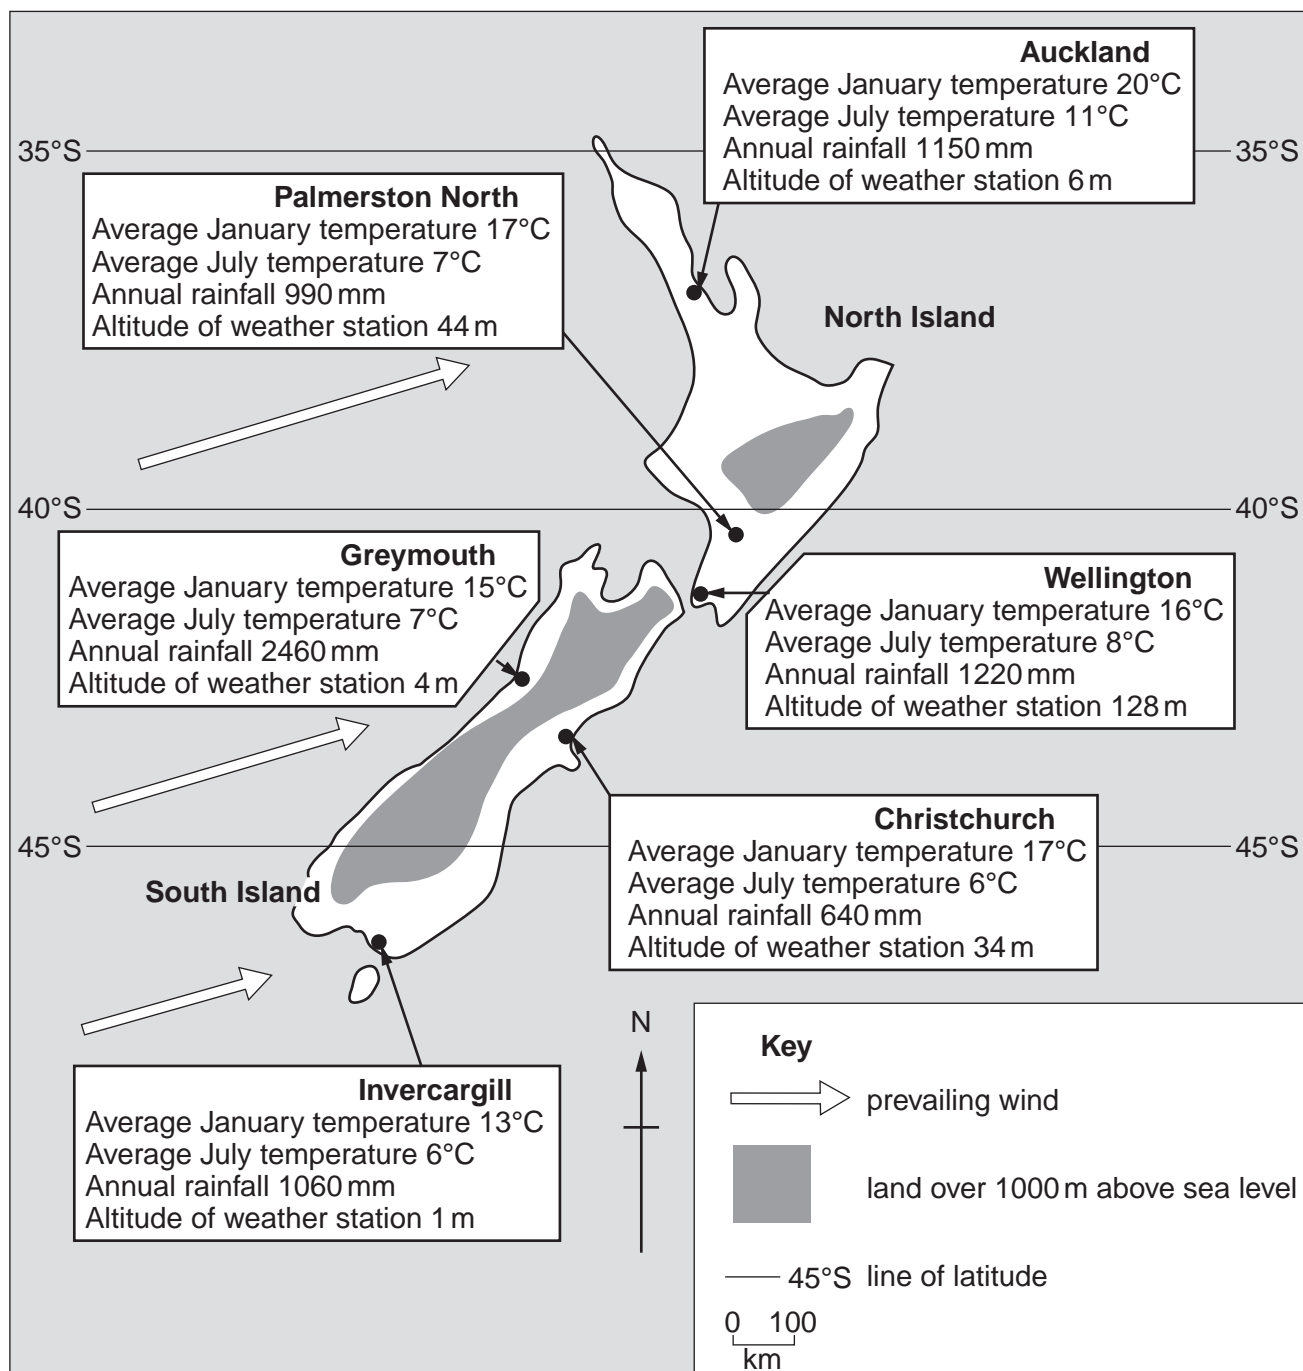 Auckland
Average January temperature 20°C
Average July temperature 11°C
Annual rainfall 1150 mm
Altitude of weather station 6 m
35°S
35°S
Palmerston North
Average January temperature 17°C
Average July temperature 7°C
Annual rainfall 990 mm
Altitude of weather station 44 m
North Island
40°S
40°S
Greymouth
Average January temperature 15°C
Average July temperature 7°C
Annual rainfall 2460 mm
Altitude of weather station 4 m
Wellington
Average January temperature 16°C
Average July temperature 8°C
Annual rainfall 1220 mm
Altitude of weather station 128 m
Christchurch
Average January temperature 17°C
Average July temperature 6°C
Annual rainfall 640 mm
Altitude of weather station 34 m
45°S
45°S
South Island
Invercargill
Average January temperature 13°C
Average July temperature 6°C
Annual rainfall 1060 mm
Altitude of weather station 1 m
N
Key
prevailing wind
land over 1000 m above sea level
45°S line of latitude
0 100
km